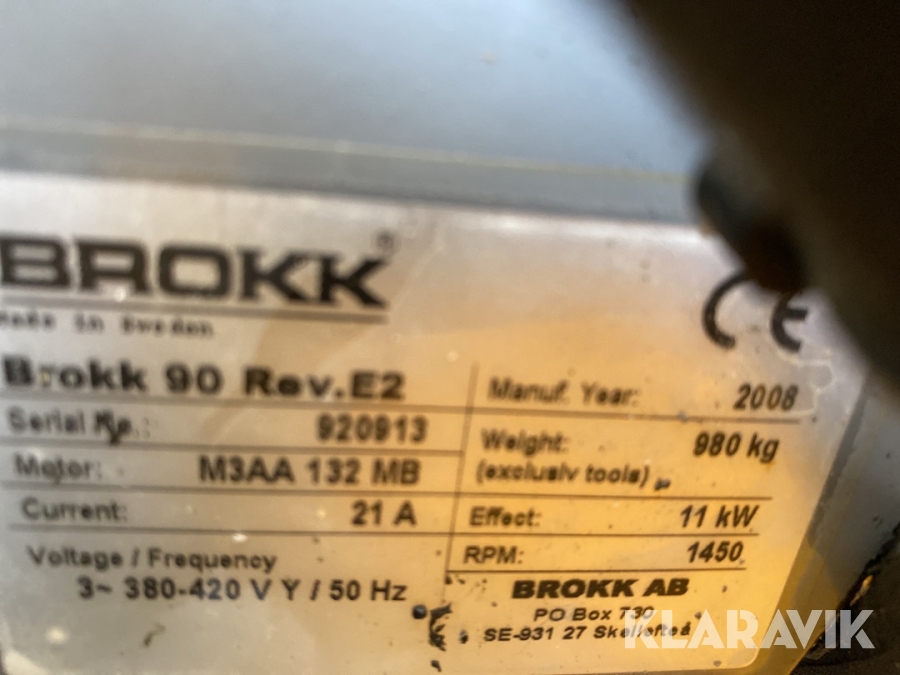 BROKK®
Made in Sweden
Brokk 90 Rev.E2
Serial No.: 920913
Motor: M3AA 132 MB
Current: 21 A
Voltage / Frequency
3~ 380-420 V Y / 50 Hz
CE
Manuf. Year: 2008
Weight: 980 kg
(exclusiv tools)
Effect: 11 kW
RPM: 1450
BROKK AB
PO Box 730
SE-931 27 Skellefteå
KLARAVIK